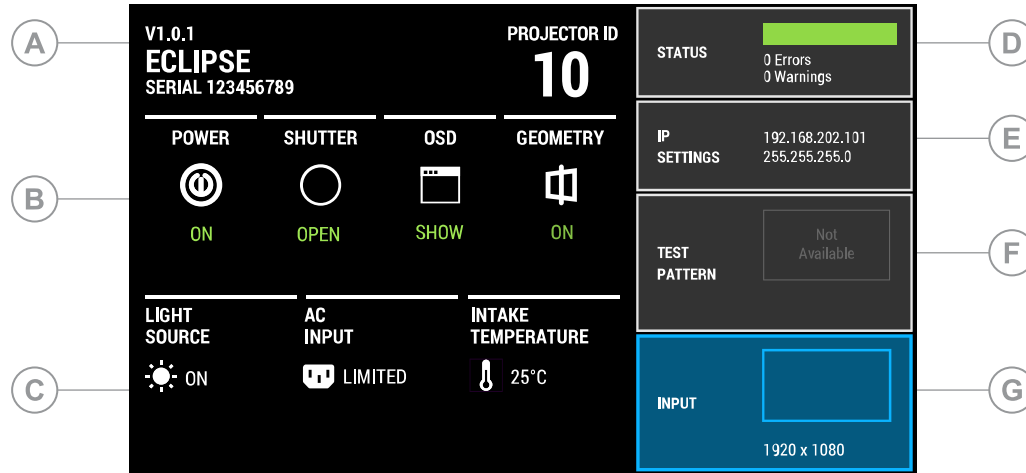 A
V1.0.1
ECLIPSE
SERIAL 123456789
PROJECTOR ID
10
B
POWER
ON
SHUTTER
OPEN
OSD
SHOW
GEOMETRY
ON
C
LIGHT
SOURCE
ON
AC
INPUT
LIMITED
INTAKE
TEMPERATURE
25°C
D
STATUS
0 Errors
0 Warnings
E
IP
SETTINGS
192.168.202.101
255.255.255.0
F
TEST
PATTERN
Not
Available
G
INPUT
1920 x 1080